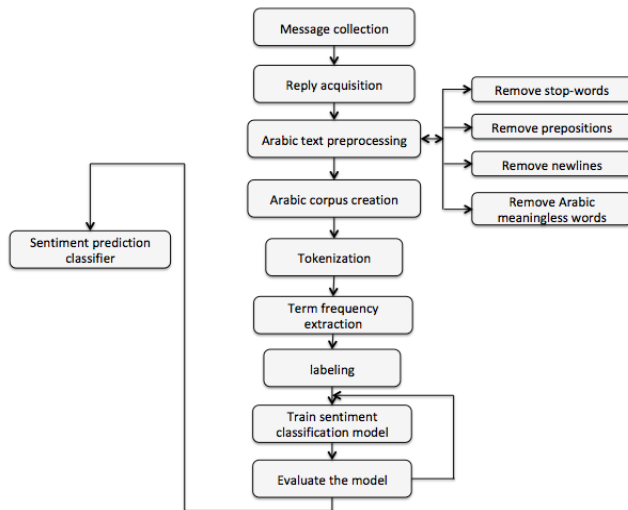 Message collection
Reply acquisition
Arabic text preprocessing
Remove stop-words
Remove prepositions
Remove newlines
Remove Arabic
meaningless words
Arabic corpus creation
Sentiment prediction
classifier
Tokenization
Term frequency
extraction
labeling
Train sentiment
classification model
Evaluate the model